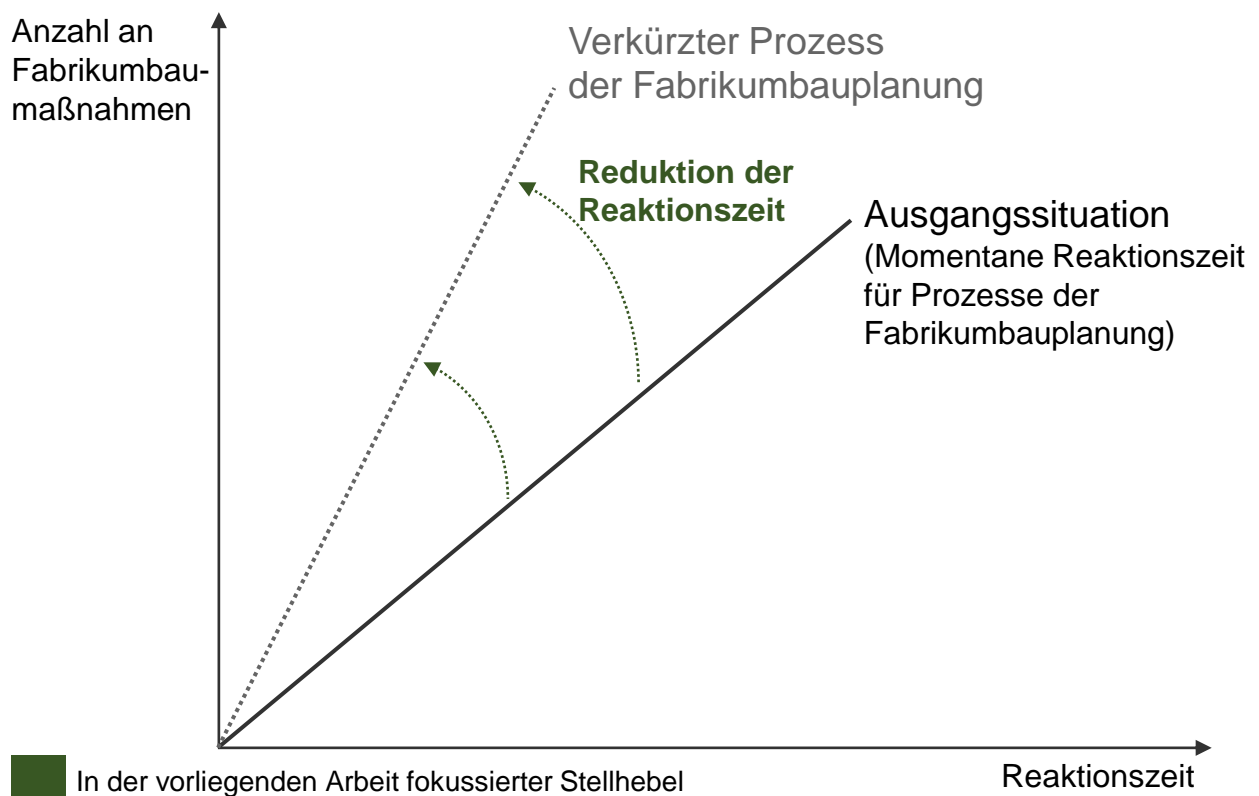 Anzahl an
Fabrikumbau-
maßnahmen
Verkürzter Prozess
der Fabrikumbauplanung
Reduktion der
Reaktionszeit
Ausgangssituation
(Momentane Reaktionszeit
für Prozesse der
Fabrikumbauplanung)
In der vorliegenden Arbeit fokussierter Stellhebel
Reaktionszeit